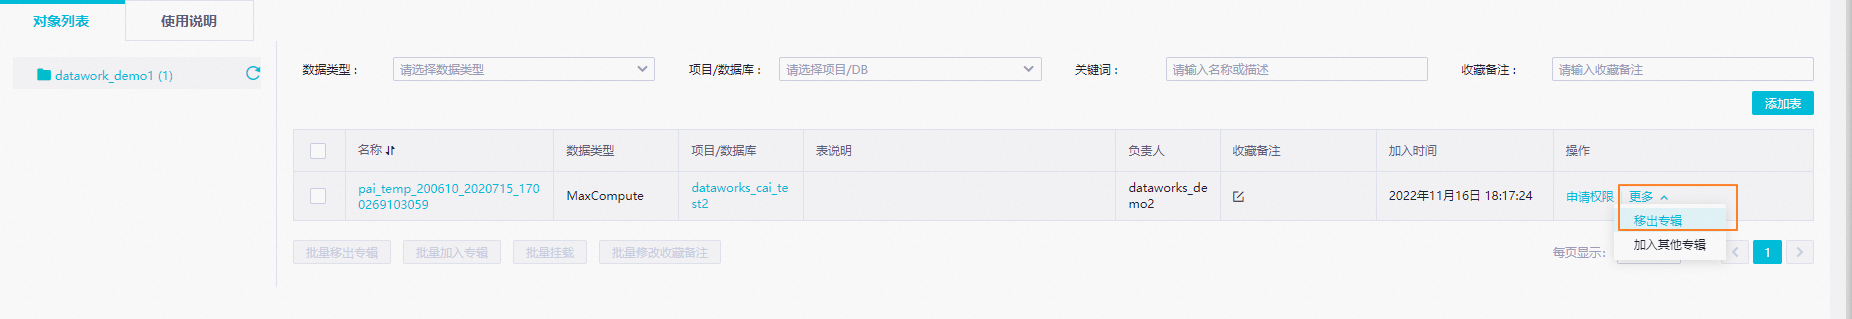 对象列表
使用说明
datawork_demo1 (1)
数据类型：
请选择数据类型
项目/数据库：
请选择项目/DB
关键词：
请输入名称或描述
收藏备注：
请输入收藏备注
添加表
名称
数据类型
项目/数据库
表说明
负责人
收藏备注
加入时间
操作
pai_temp_200610_2020715_170
0269103059
MaxCompute
dataworks_cai_te
st2
dataworks_de
mo2
2022年11月16日 18:17:24
申请权限
更多
移出专辑
加入其他专辑
批量移出专辑
批量加入专辑
批量挂载
批量修改收藏备注
每页显示：
1